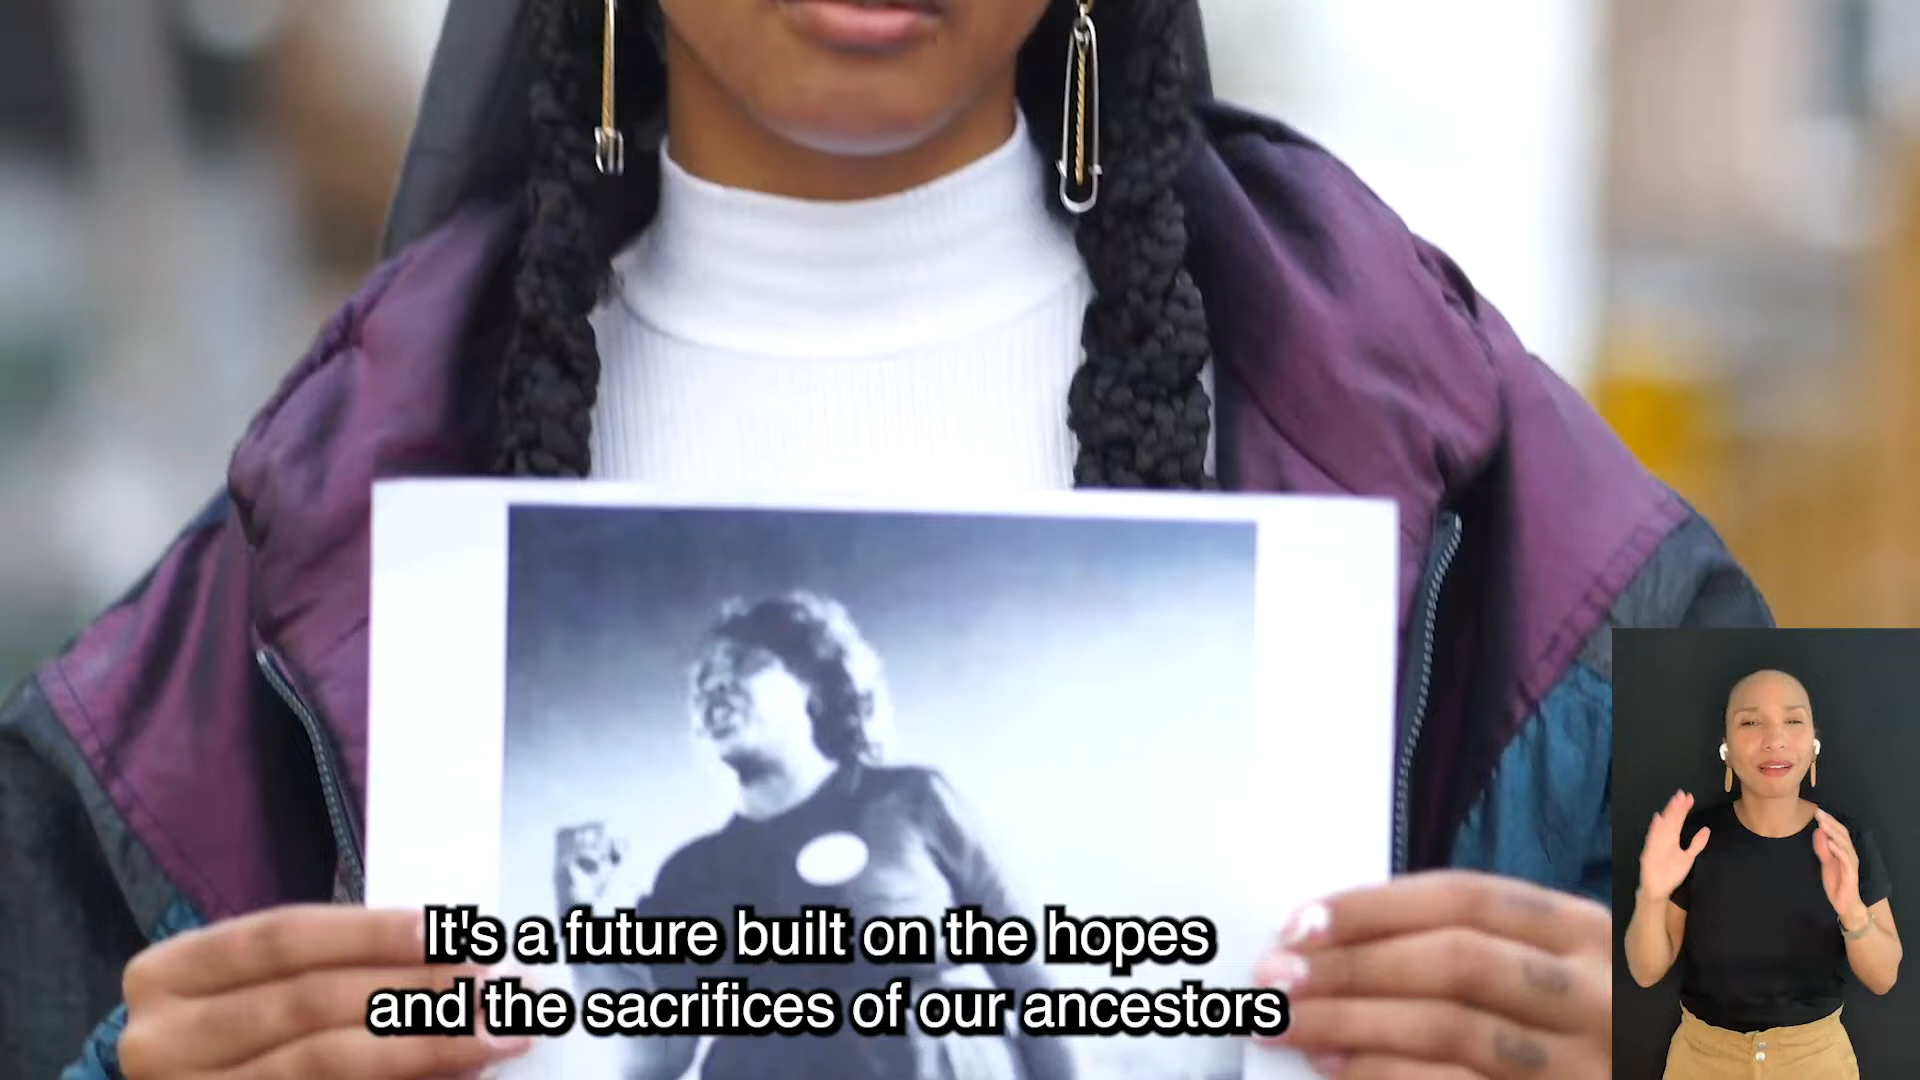 It's a future built on the hopes
and the sacrifices of our ancestors